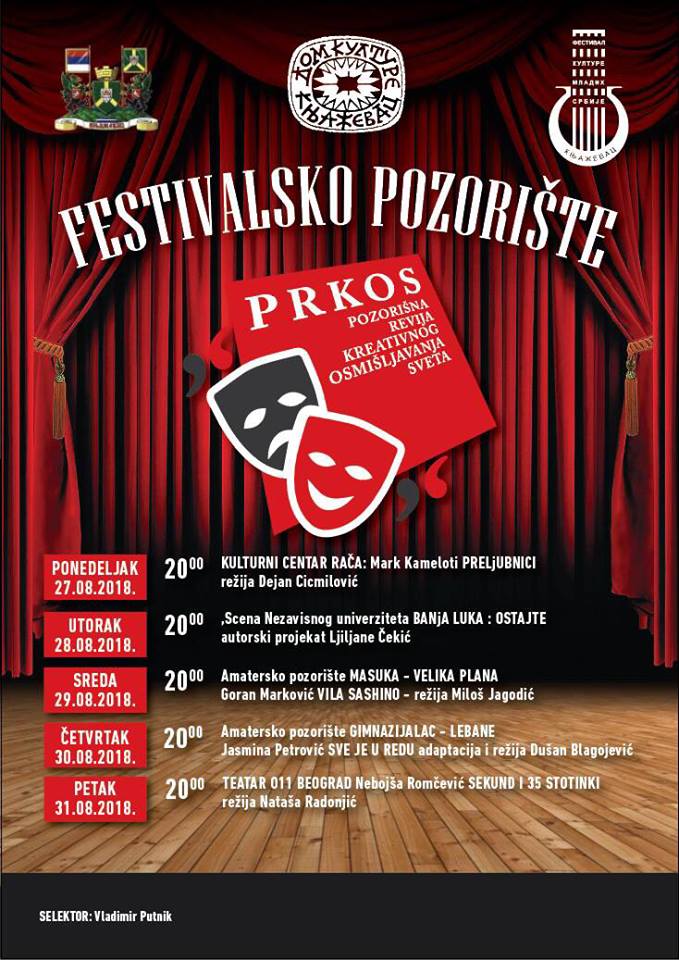 ДОМ КУЛТУРЕ
КЊАЖЕВАЦ
ФЕСТИВАЛ
КУЛТУРЕ
МЛАДИХ
СРБИЈЕ
КЊАЖЕВАЦ
FESTIVALSKO POZORIŠTE
PRKOS
POZORIŠNA
REVIJA
KREATIVNOG
OSMIŠLJAVANJA
SVETA
PONEDELJAK
27.08.2018.
20⁰⁰
KULTURNI CENTAR RAČA: Mark Kameloti PRELjUBNICI
režija Dejan Cicmilović
UTORAK
28.08.2018.
20⁰⁰
,Scena Nezavisnog univerziteta BANjA LUKA : OSTAJTE
autorski projekat Ljiljane Čekić
SREDA
29.08.2018.
20⁰⁰
Amatersko pozorište MASUKA - VELIKA PLANA
Goran Marković VILA SASHINO - režija Miloš Jagodić
ČETVRTAK
30.08.2018.
20⁰⁰
Amatersko pozorište GIMNAZIJALAC - LEBANE
Jasmina Petrović SVE JE U REDU adaptacija i režija Dušan Blagojević
PETAK
31.08.2018.
20⁰⁰
TEATAR 011 BEOGRAD Nebojša Romčević SEKUND I 35 STOTINKI
režija Nataša Radonjić
SELEKTOR: Vladimir Putnik